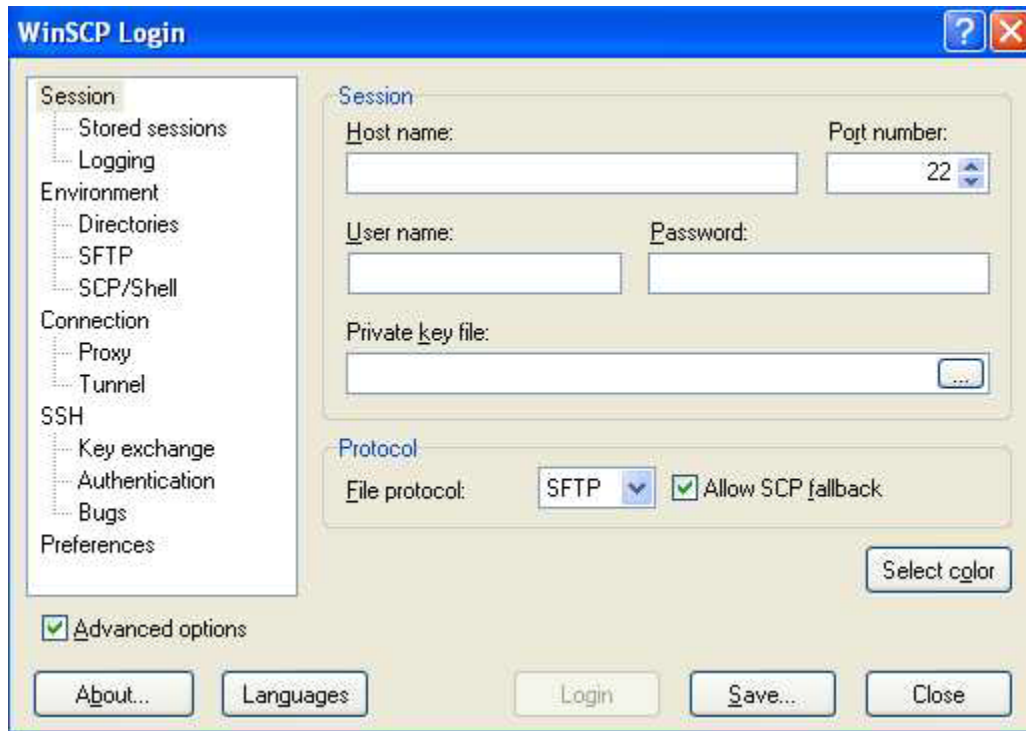 WinSCP Login
Session
Stored sessions
Logging
Environment
Directories
SFTP
SCP/Shell
Connection
Proxy
Tunnel
SSH
Key exchange
Authentication
Bugs
Preferences
Session
Host name: Port number:
22
User name: Password:
Private key file:
...
Protocol
File protocol: SFTP Allow SCP fallback
Select color
Advanced options
About... Languages Login Save... Close